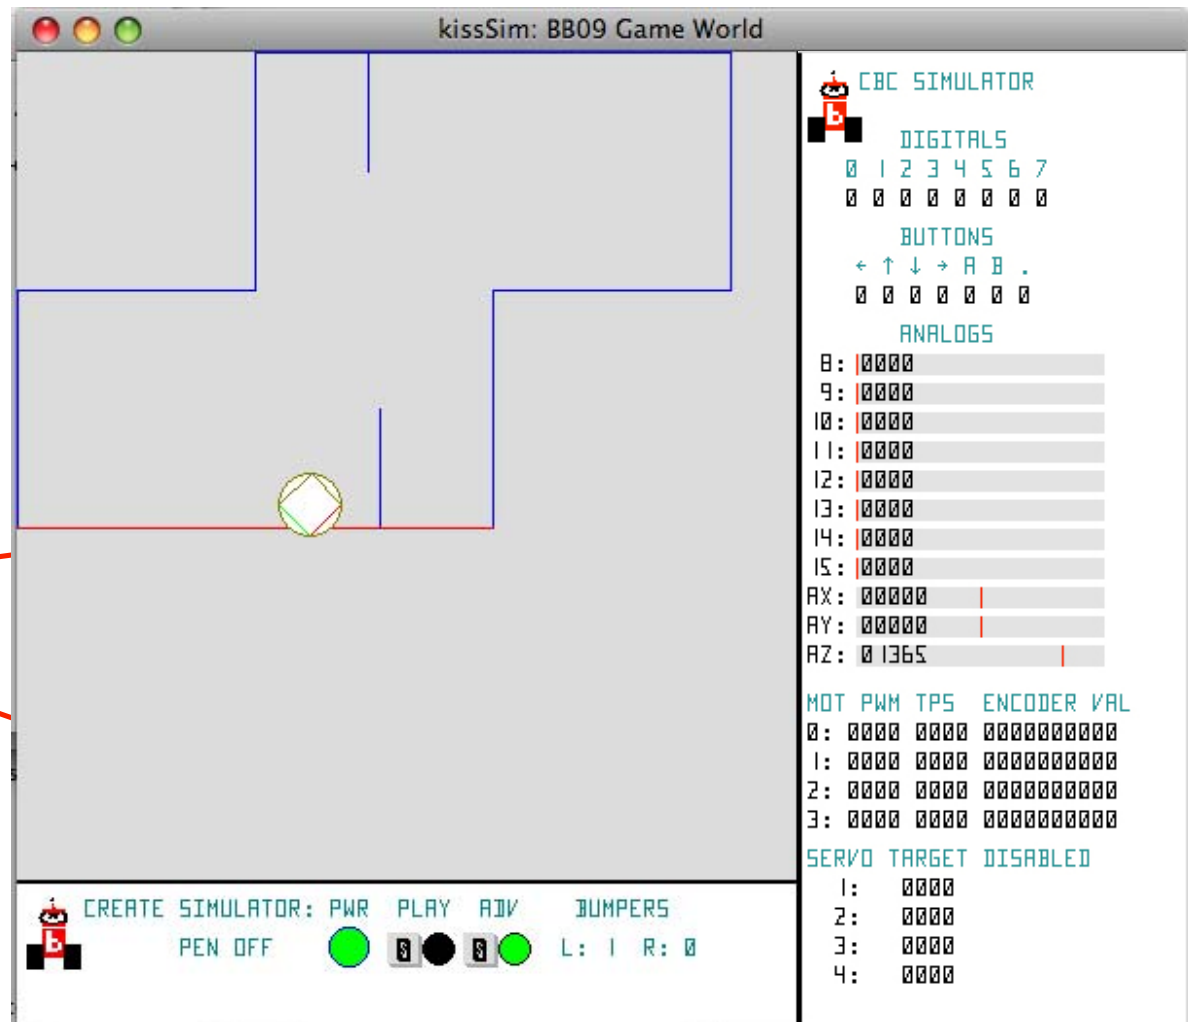 kissSim: BB09 Game World
CBC SIMULATOR
DIGITALS
0 1 2 3 4 5 6 7
0 0 0 0 0 0 0 0
BUTTONS
← ↑ ↓ → A B .
0 0 0 0 0 0 0
ANALOGS
8: 0000
9: 0000
10: 0000
11: 0000
12: 0000
13: 0000
14: 0000
15: 0000
AX: 00000
AY: 00000
AZ: 01365
MOT PWM TPS ENCODER VAL
0: 0000 0000 0000000000
1: 0000 0000 0000000000
2: 0000 0000 0000000000
3: 0000 0000 0000000000
SERVO TARGET DISABLED
1: 0000
2: 0000
3: 0000
4: 0000
CREATE SIMULATOR: PWR PLAY ADV BUMPERS
PEN OFF L: 1 R: 0